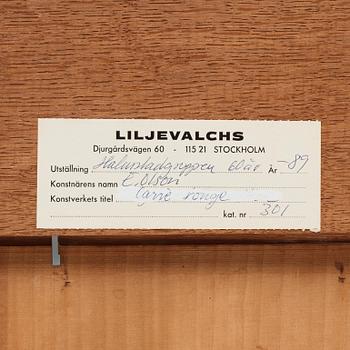 LILJEVALCHS
Djurgårdsvägen 60 - 115 21 STOCKHOLM
Utställning Halmstadgruppen 60 år År -89
Konstnärens namn E. Olson
Konstverkets titel Carré rouge
kat. nr 301